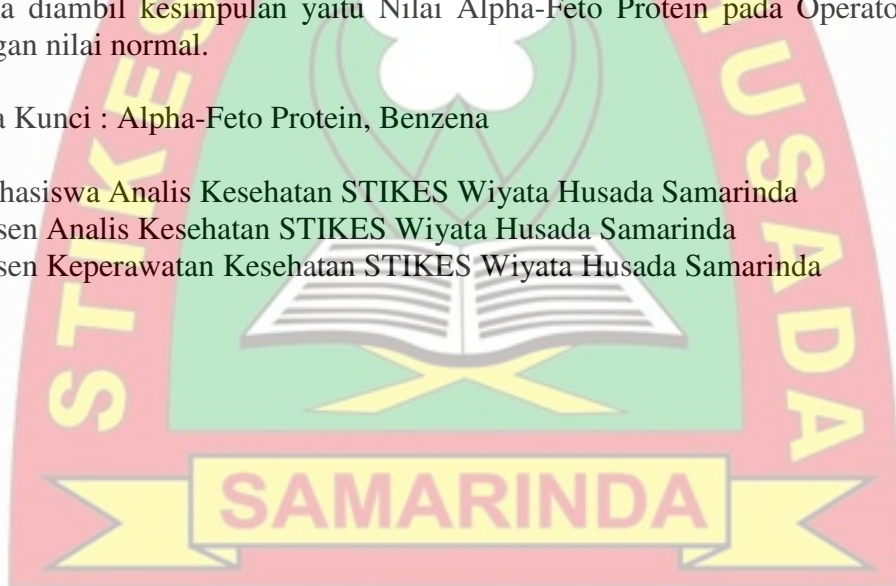 a diambil kesimpulan yaitu Nilai Alpha-Feto Protein pada Operato
gan nilai normal.
a Kunci : Alpha-Feto Protein, Benzena
hasiswa Analis Kesehatan STIKES Wiyata Husada Samarinda
sen Analis Kesehatan STIKES Wiyata Husada Samarinda
sen Keperawatan Kesehatan STIKES Wiyata Husada Samarinda
STIKES
USADA
SAMARINDA